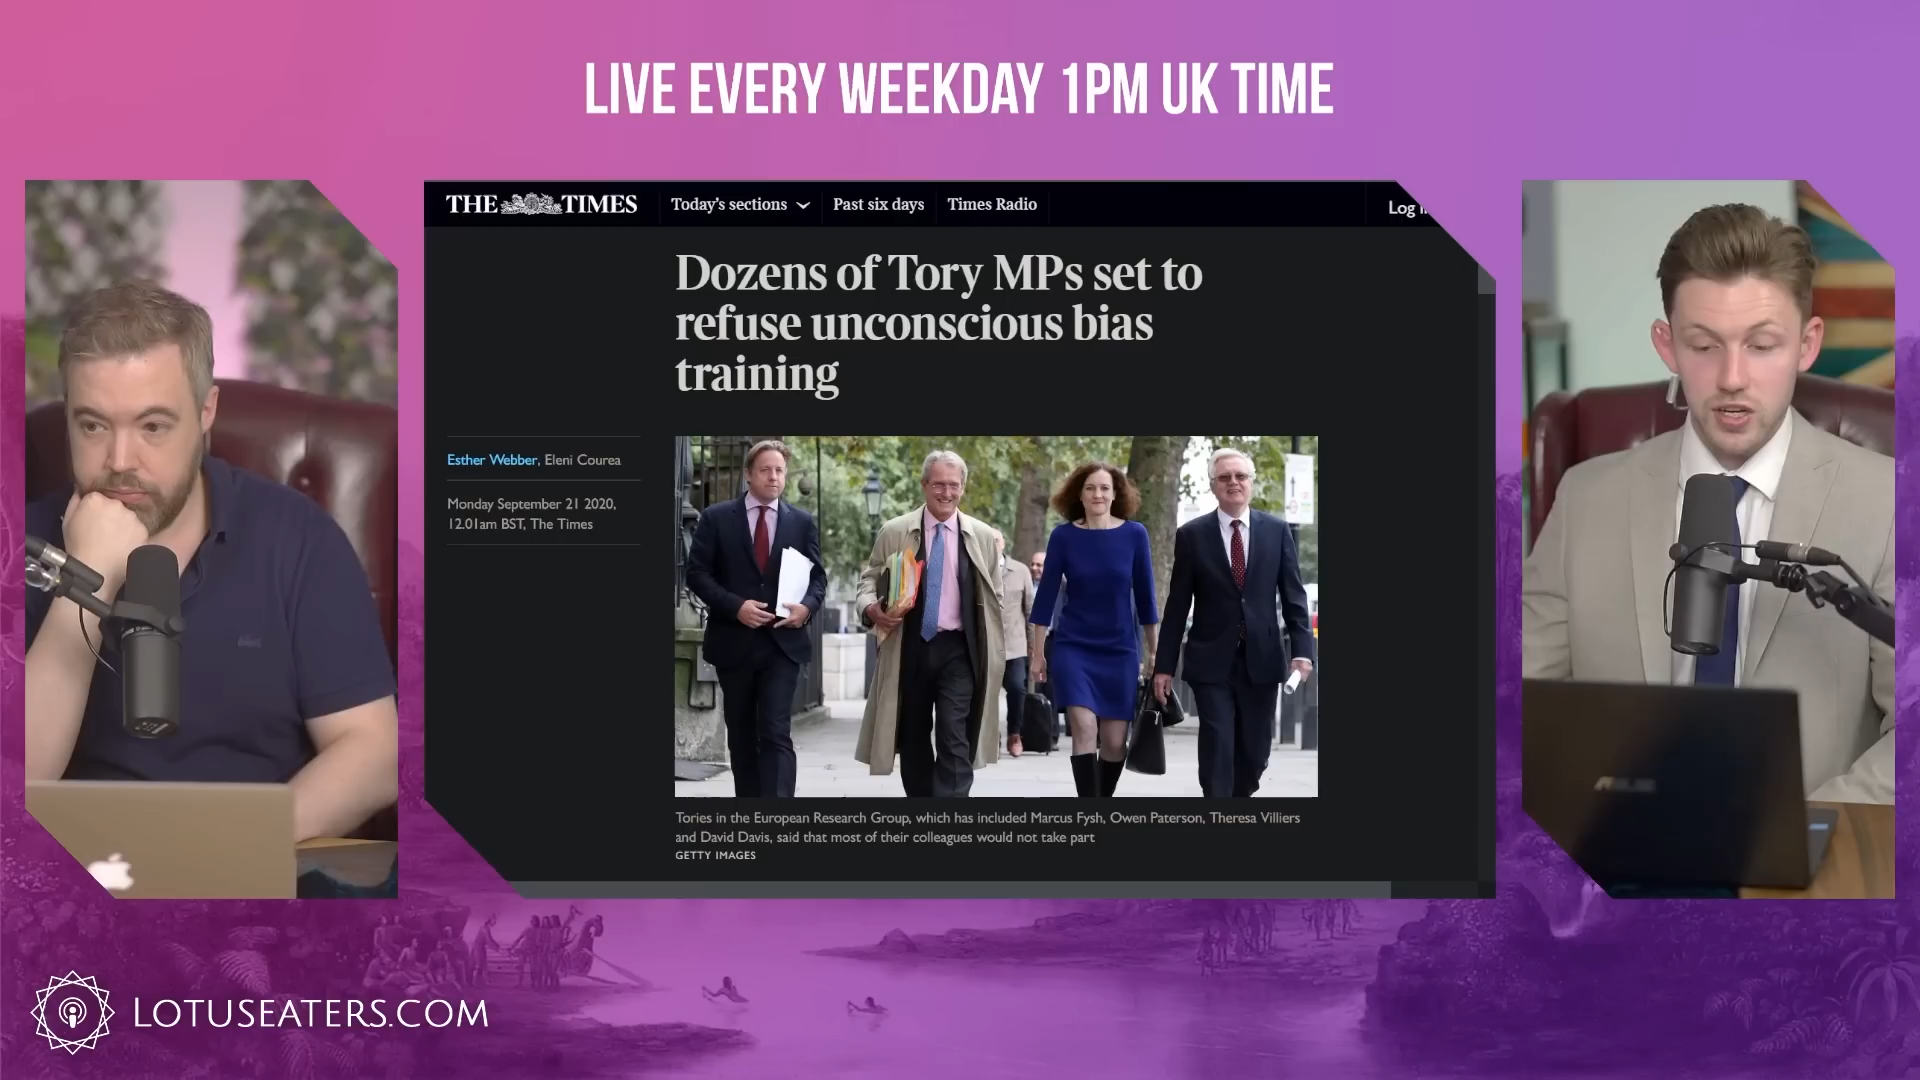 LIVE EVERY WEEKDAY 1PM UK TIME
THE TIMES
Today's sections
Past six days
Times Radio
Log
Dozens of Tory MPs set to
refuse unconscious bias
training
Esther Webber, Eleni Courea
Monday September 21 2020,
12.01am BST, The Times
Tories in the European Research Group, which has included Marcus Fysh, Owen Paterson, Theresa Villiers
and David Davis, said that most of their colleagues would not take part
GETTY IMAGES
LOTUSEATERS.COM